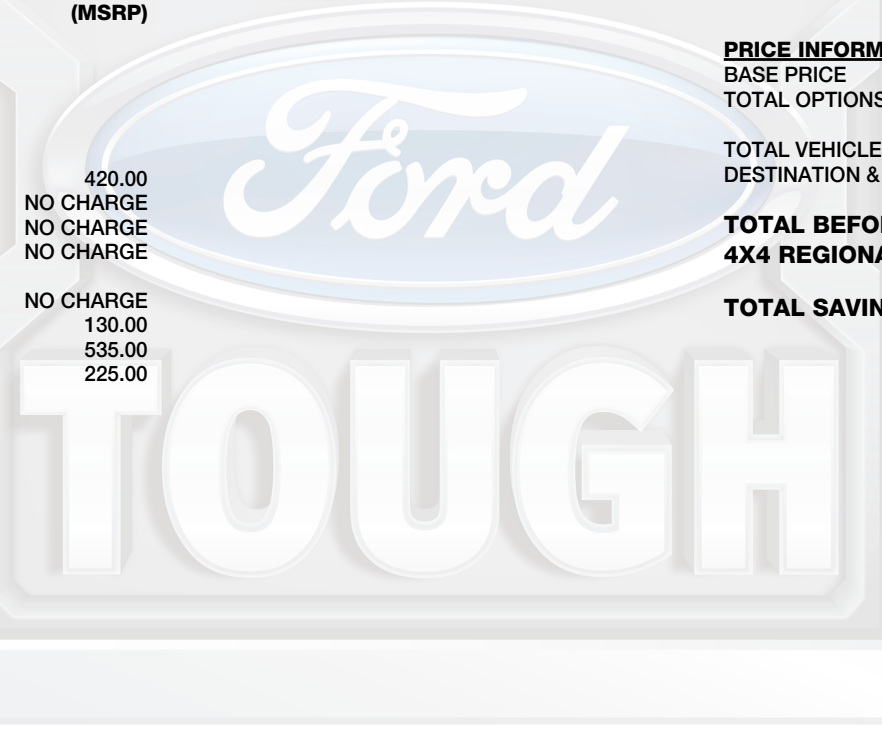 (MSRP)
420.00
NO CHARGE
NO CHARGE
NO CHARGE
NO CHARGE
130.00
535.00
225.00
PRICE INFORM
BASE PRICE
TOTAL OPTIONS
TOTAL VEHICLE
DESTINATION &
TOTAL BEFO
4X4 REGIONA
TOTAL SAVIN
Ford
TOUGH